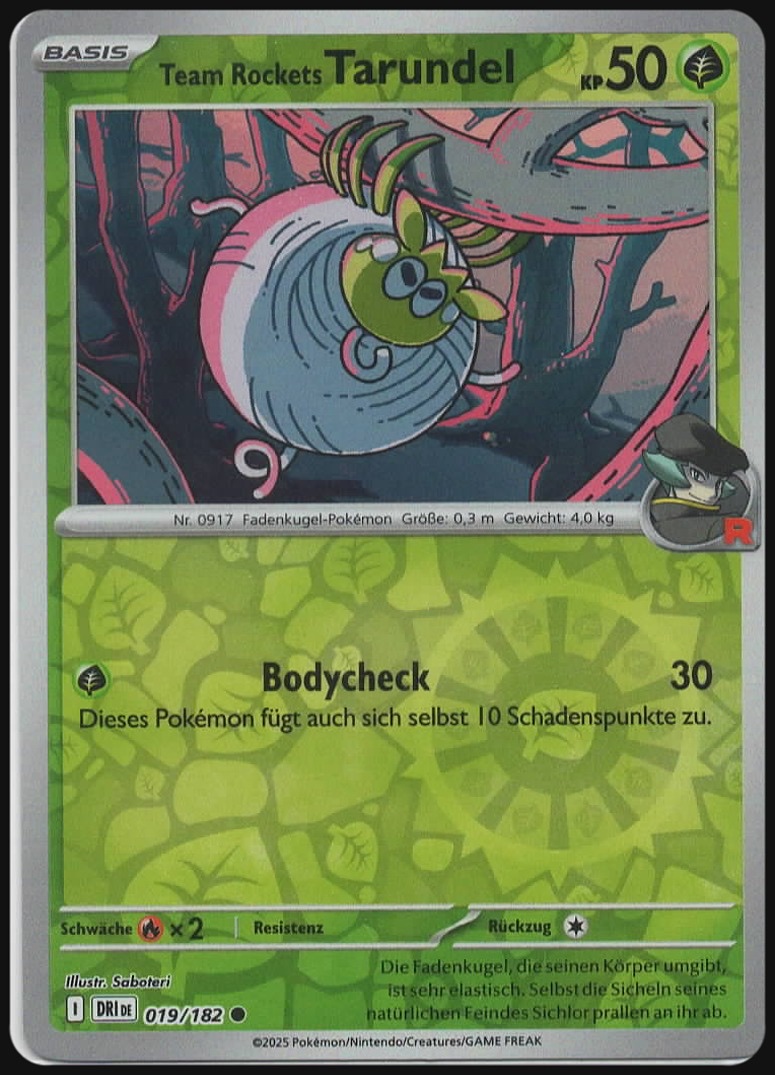 BASIS
Team Rockets Tarundel KP 50
Nr. 0917 Fadenkugel-Pokémon Größe: 0,3 m Gewicht: 4,0 kg
R
Bodycheck 30
Dieses Pokémon fügt auch sich selbst 10 Schadenspunkte zu.
Schwäche ×2 Resistenz Rückzug
Die Fadenkugel, die seinen Körper umgibt,
ist sehr elastisch. Selbst die Sicheln seines
natürlichen Feindes Sichlor prallen an ihr ab.
Illustr. Saboteri
I DRI DE 019/182
©2025 Pokémon/Nintendo/Creatures/GAME FREAK